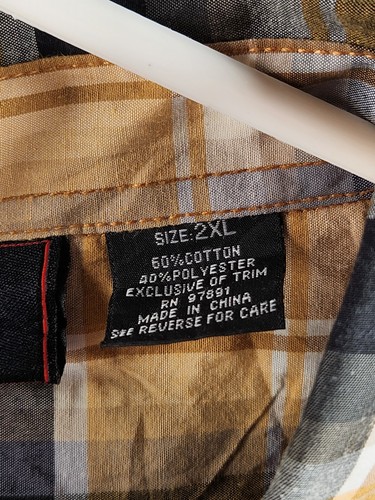 SIZE:2XL
60%COTTON
40%POLYESTER
EXCLUSIVE OF TRIM
RN 97891
MADE IN CHINA
SEE REVERSE FOR CARE